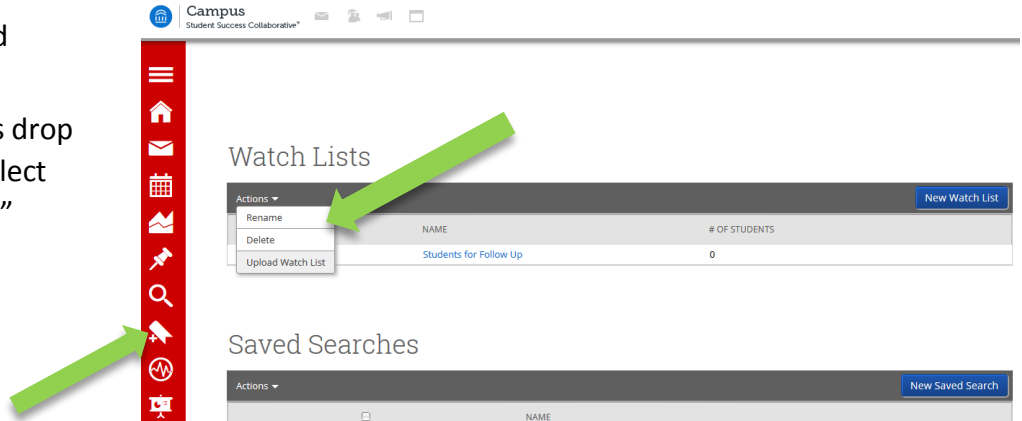 Campus
Student Success Collaborative
s drop
lect
”
Watch Lists
Actions
New Watch List
Rename
NAME
# OF STUDENTS
Delete
Students for Follow Up
0
Upload Watch List
Saved Searches
Actions
New Saved Search
NAME